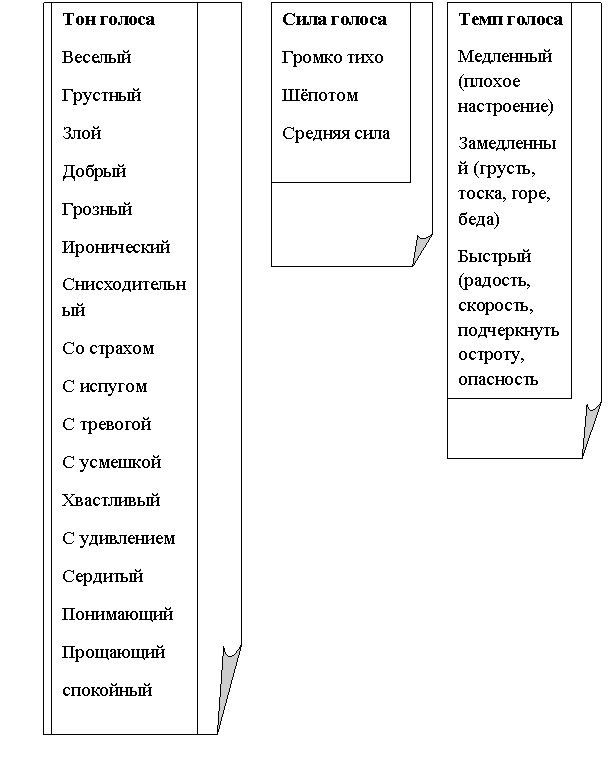 Тон голоса
Веселый
Грустный
Злой
Добрый
Грозный
Иронический
Снисходительн
ый
Со страхом
С испугом
С тревогой
С усмешкой
Хвастливый
С удивлением
Сердитый
Понимающий
Прощающий
спокойный
Сила голоса
Громко тихо
Шёпотом
Средняя сила
Темп голоса
Медленный
(плохое
настроение)
Замедленны
й (грусть,
тоска, горе,
беда)
Быстрый
(радость,
скорость,
подчеркнуть
остроту,
опасность